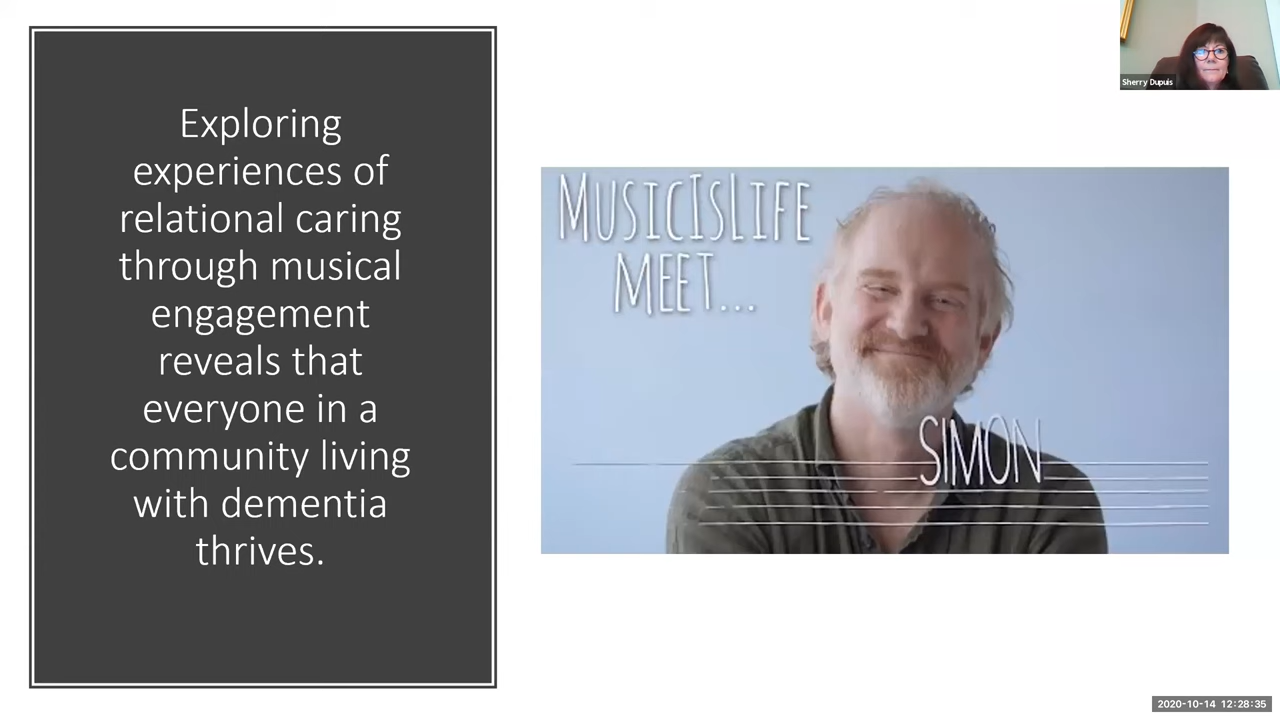 Exploring
experiences of
relational caring
through musical
engagement
reveals that
everyone in a
community living
with dementia
thrives.
MUSICISLIFE
MEET...
SIMON
Sherry Dupuis
2020-10-14 12:28:35